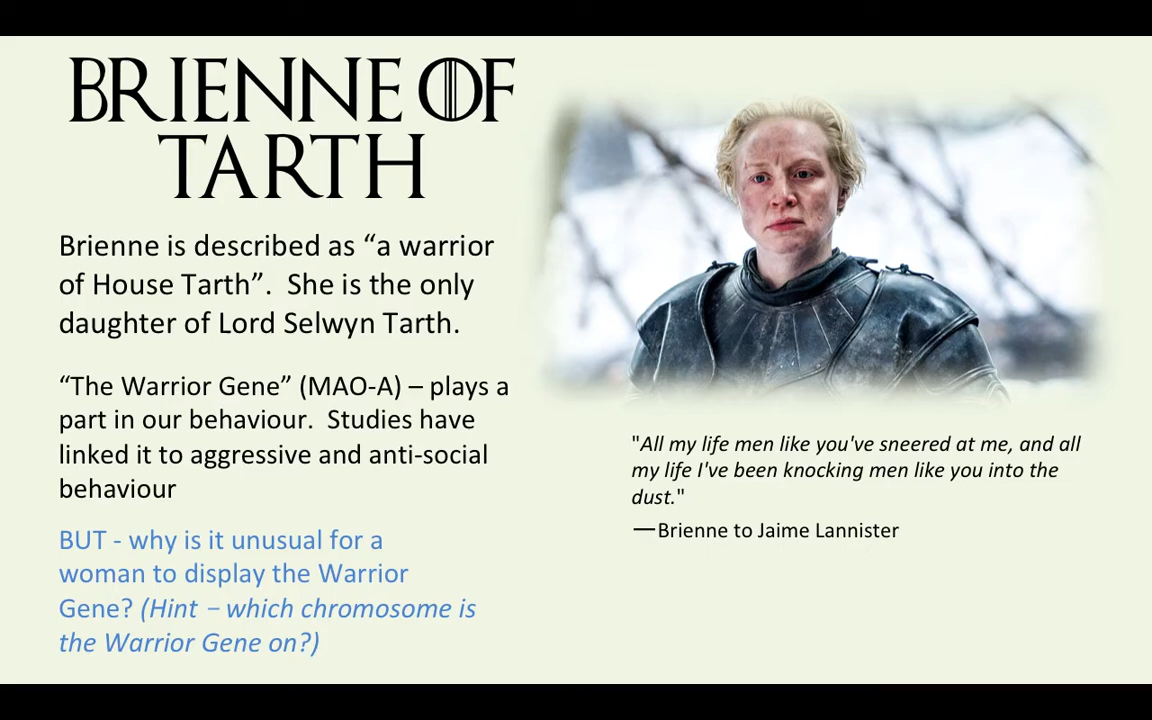 BRIENNE OF
TARTH
Brienne is described as “a warrior
of House Tarth”.  She is the only
daughter of Lord Selwyn Tarth.
“The Warrior Gene” (MAO-A) – plays a
part in our behaviour.  Studies have
linked it to aggressive and anti-social
behaviour
BUT - why is it unusual for a
woman to display the Warrior
Gene? (Hint – which chromosome is
the Warrior Gene on?)
"All my life men like you've sneered at me, and all
my life I've been knocking men like you into the
dust."
—Brienne to Jaime Lannister